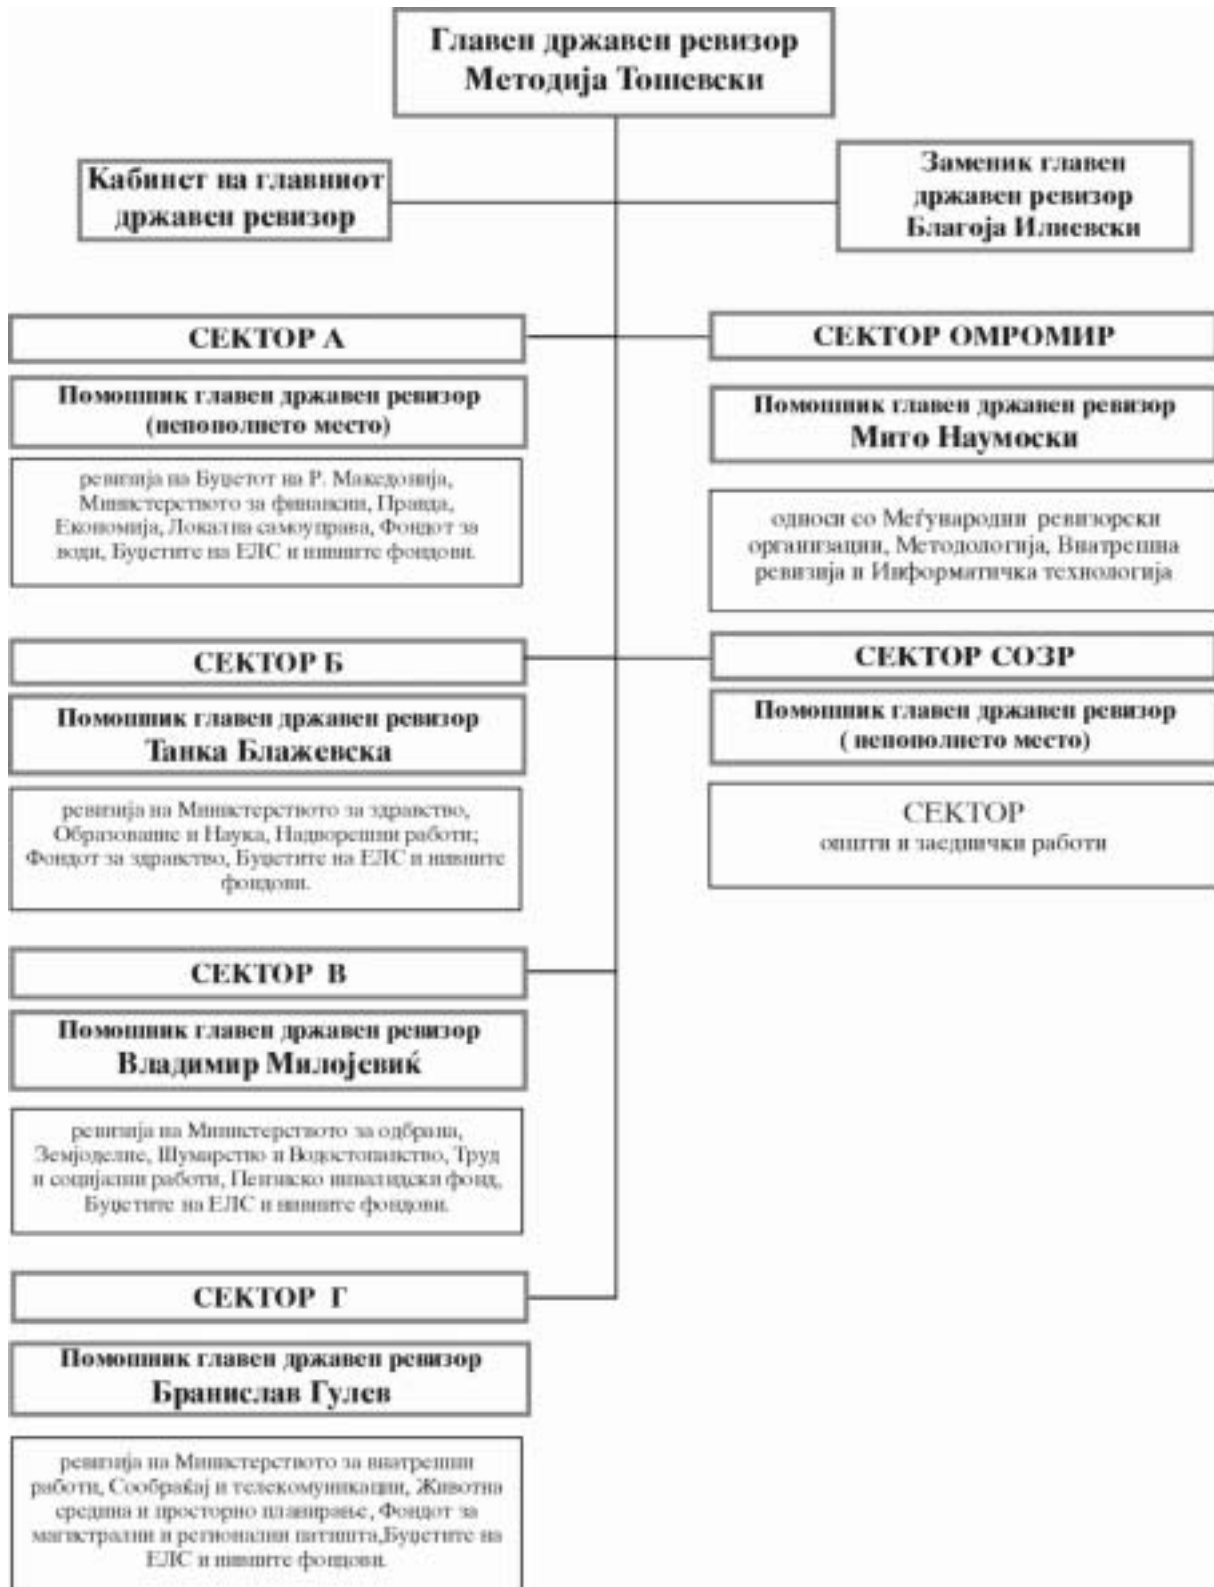 Главен државен ревизор
Методија Тошевски
Кабинет на главниот
државен ревизор
Заменик главен
државен ревизор
Благоја Илиевски
СЕКТОР А
Помошник главен државен ревизор
(непополнето место)
ревизија на Буџетот на Р. Македонија,
Министерството за финансии, Правда,
Економија, Локална самоуправа, Фондот за
води, Буџетите на ЕЛС и нивните фондови.
СЕКТОР ОМРОМИР
Помошник главен државен ревизор
Мито Наумоски
односи со Меѓународни ревизорски
организации, Методологија, Внатрешна
ревизија и Информатичка технологија
СЕКТОР Б
Помошник главен државен ревизор
Танка Блажевска
ревизија на Министерството за здравство,
Образование и Наука, Надворешни работи;
Фондот за здравство, Буџетите на ЕЛС и нивните
фондови.
СЕКТОР СОЗР
Помошник главен државен ревизор
( непополнето место)
СЕКТОР
општи и заеднички работи
СЕКТОР В
Помошник главен државен ревизор
Владимир Милојевиќ
ревизија на Министерството за одбрана,
Земјоделие, Шумарство и Водостопанство, Труд
и социјални работи, Пензиско инвалидски фонд,
Буџетите на ЕЛС и нивните фондови.
СЕКТОР Г
Помошник главен државен ревизор
Бранислав Гулев
ревизија на Министерството за внатрешни
работи, Сообраќај и телекомуникации, Животна
средина и просторно планирање, Фондот за
магистрални и регионални патишта,Буџетите на
ЕЛС и нивните фондови.